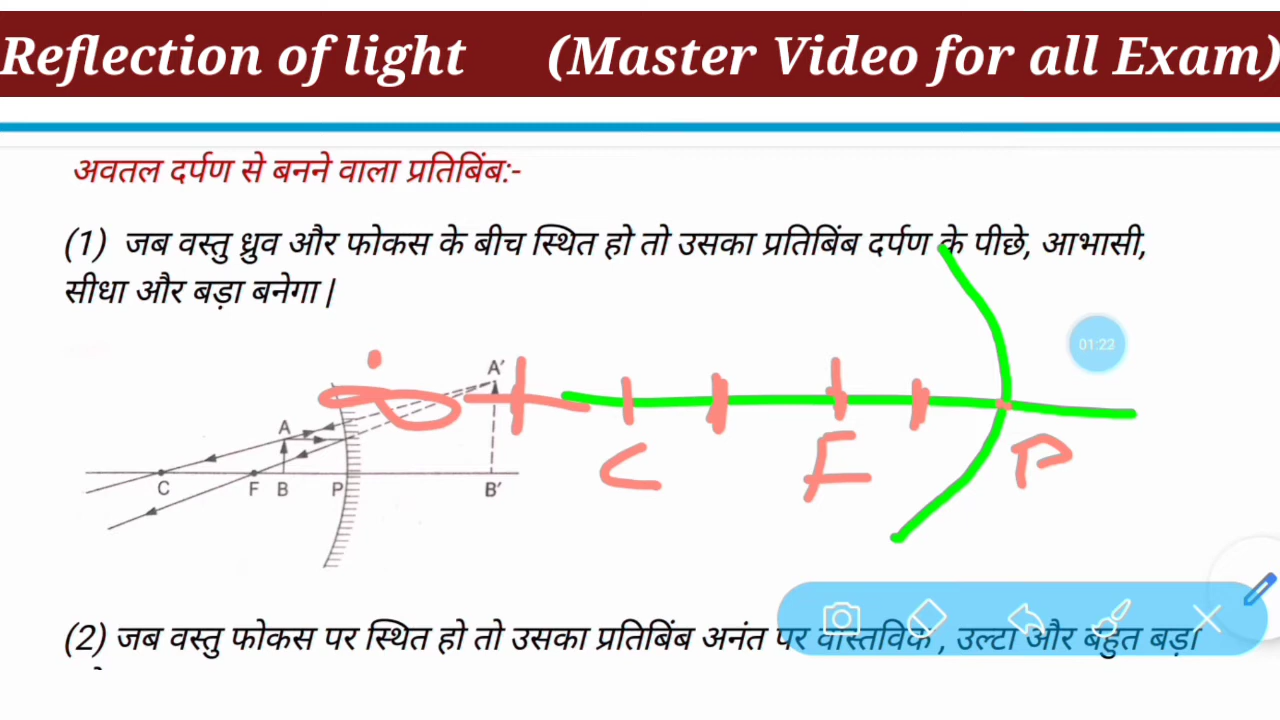 Reflection of light (Master Video for all Exam)
अवतल दर्पण से बनने वाला प्रतिबिंब:-
(1) जब वस्तु ध्रुव और फोकस के बीच स्थित हो तो उसका प्रतिबिंब दर्पण के पीछे, आभासी,
सीधा और बड़ा बनेगा |
01:22
A′
A
C F B P B′
C F P
(2) जब वस्तु फोकस पर स्थित हो तो उसका प्रतिबिंब अनंत पर वास्तविक , उल्टा और बहुत बड़ा